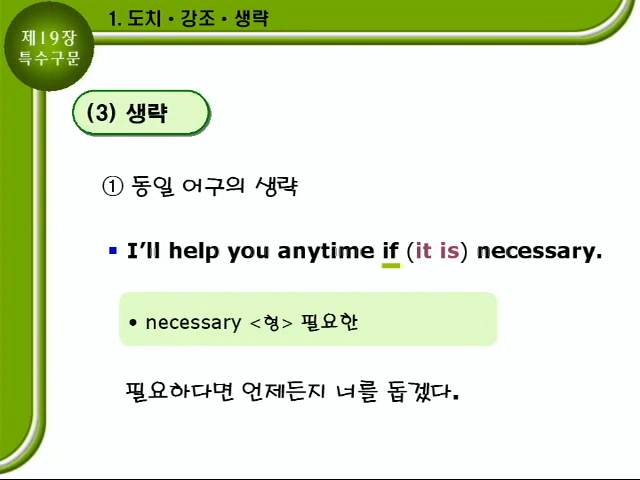 제19장
특수구문
1. 도치 · 강조 · 생략
(3) 생략
① 동일 어구의 생략
▪ I’ll help you anytime if (it is) necessary.
• necessary <형> 필요한
필요하다면 언제든지 너를 돕겠다.